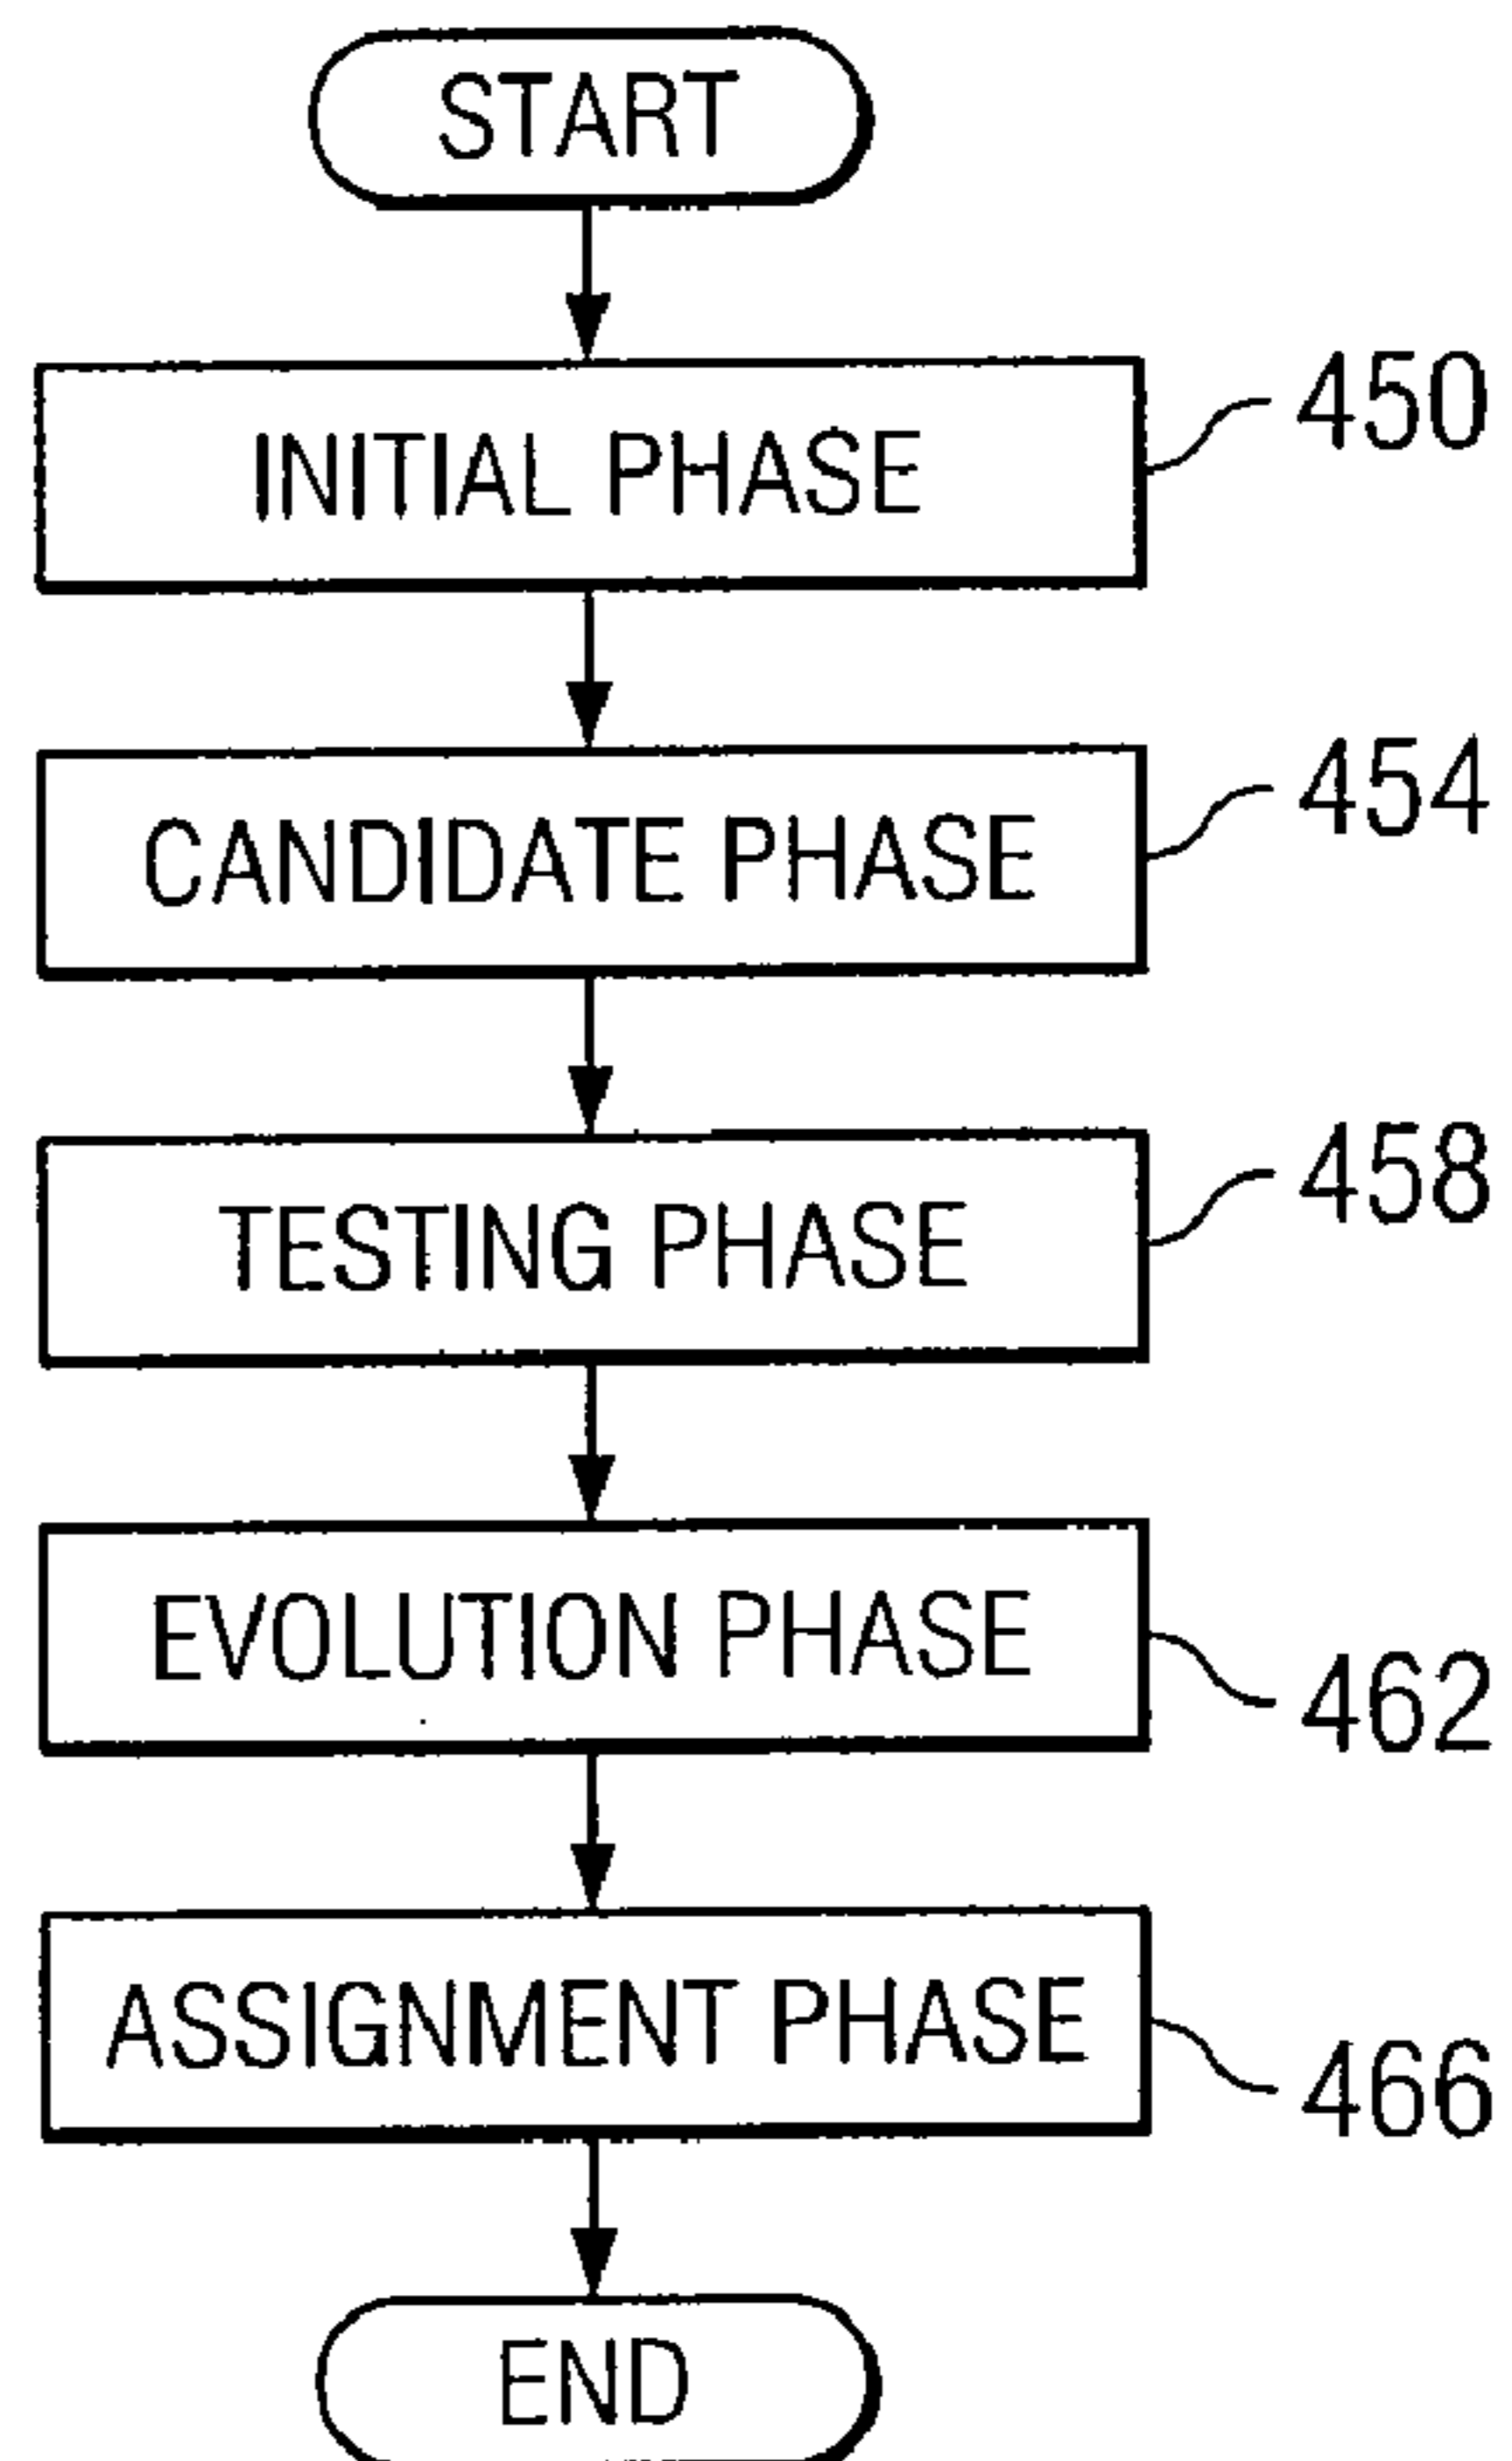 START
INITIAL PHASE
450
CANDIDATE PHASE
454
TESTING PHASE
458
EVOLUTION PHASE
462
ASSIGNMENT PHASE
466
END